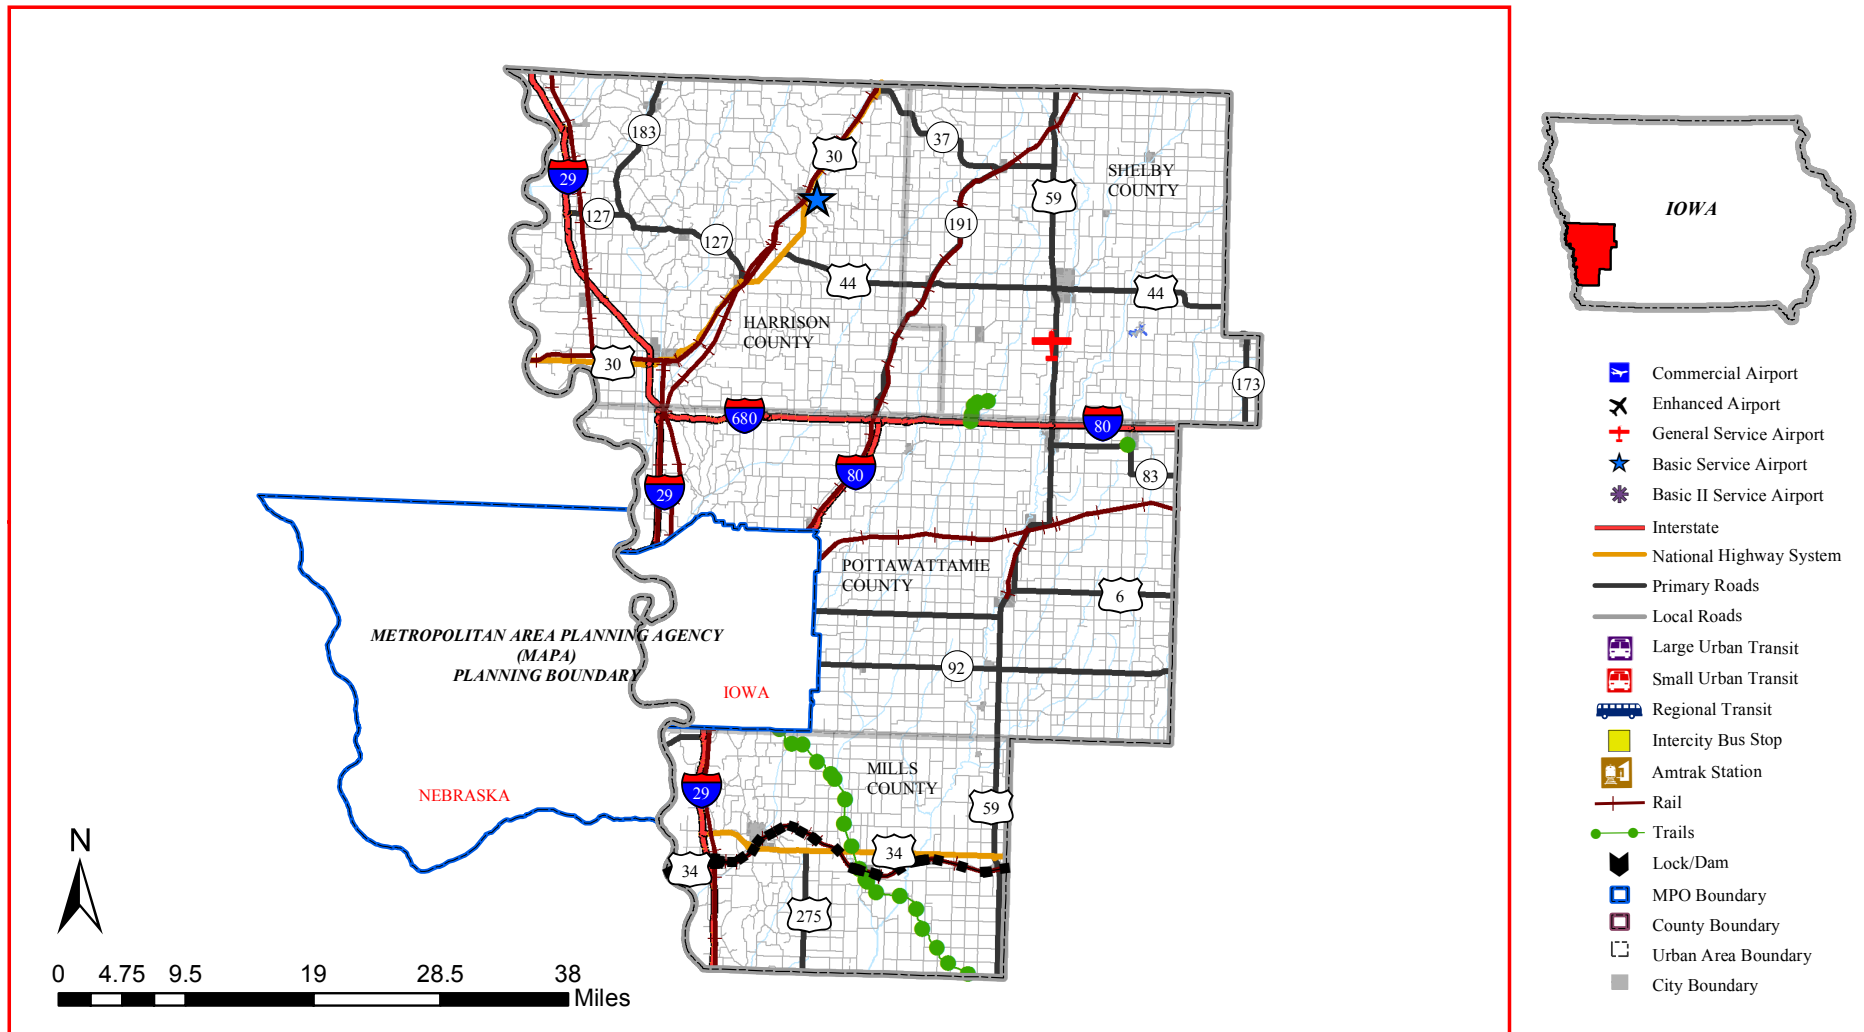 183
30
37
29
SHELBY
COUNTY
59
127
191
127
44
44
HARRISON
COUNTY
30
173
680
80
80
83
29
POTTAWATTAMIE
COUNTY
6
METROPOLITAN AREA PLANNING AGENCY
(MAPA)
PLANNING BOUNDARY
92
IOWA
MILLS
COUNTY
29
NEBRASKA
59
34
34
275
N
0 4.75 9.5 19 28.5 38
Miles
IOWA
Commercial Airport
Enhanced Airport
General Service Airport
Basic Service Airport
Basic II Service Airport
Interstate
National Highway System
Primary Roads
Local Roads
Large Urban Transit
Small Urban Transit
Regional Transit
Intercity Bus Stop
Amtrak Station
Rail
Trails
Lock/Dam
MPO Boundary
County Boundary
Urban Area Boundary
City Boundary